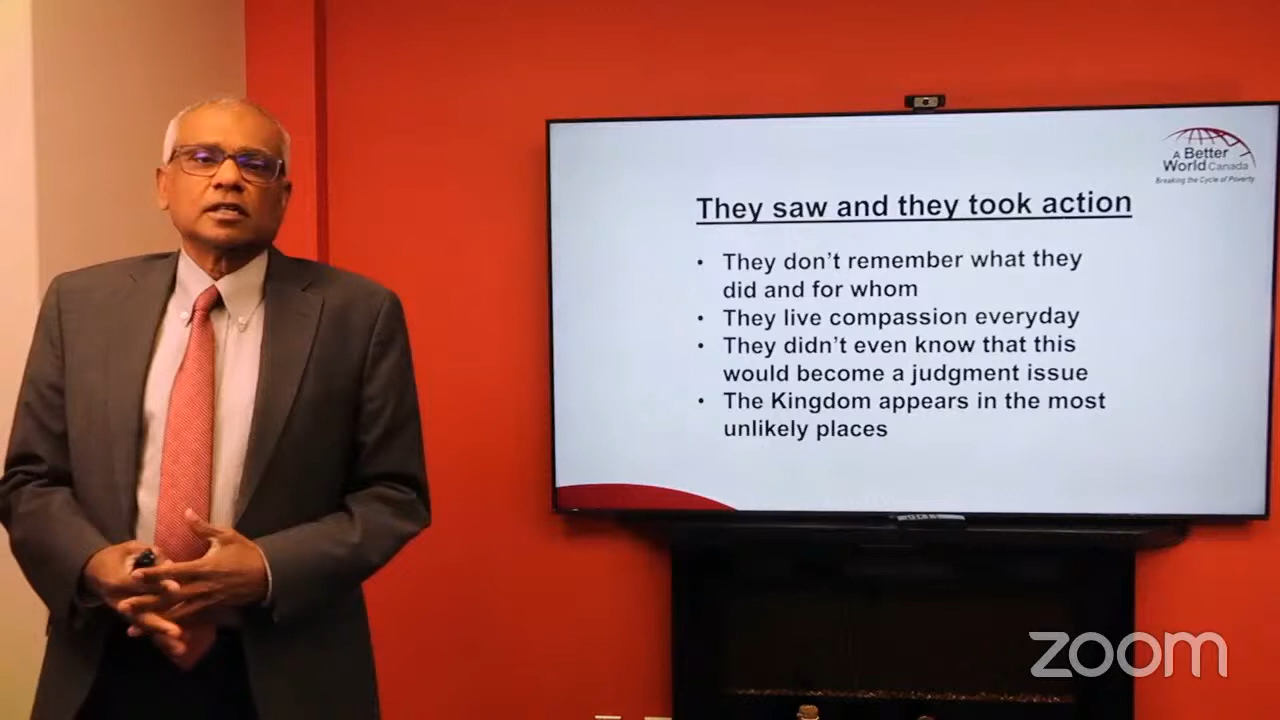 A Better
World Canada
Breaking the Cycle of Poverty
They saw and they took action
• They don't remember what they
did and for whom
• They live compassion everyday
• They didn't even know that this
would become a judgment issue
• The Kingdom appears in the most
unlikely places
zoom